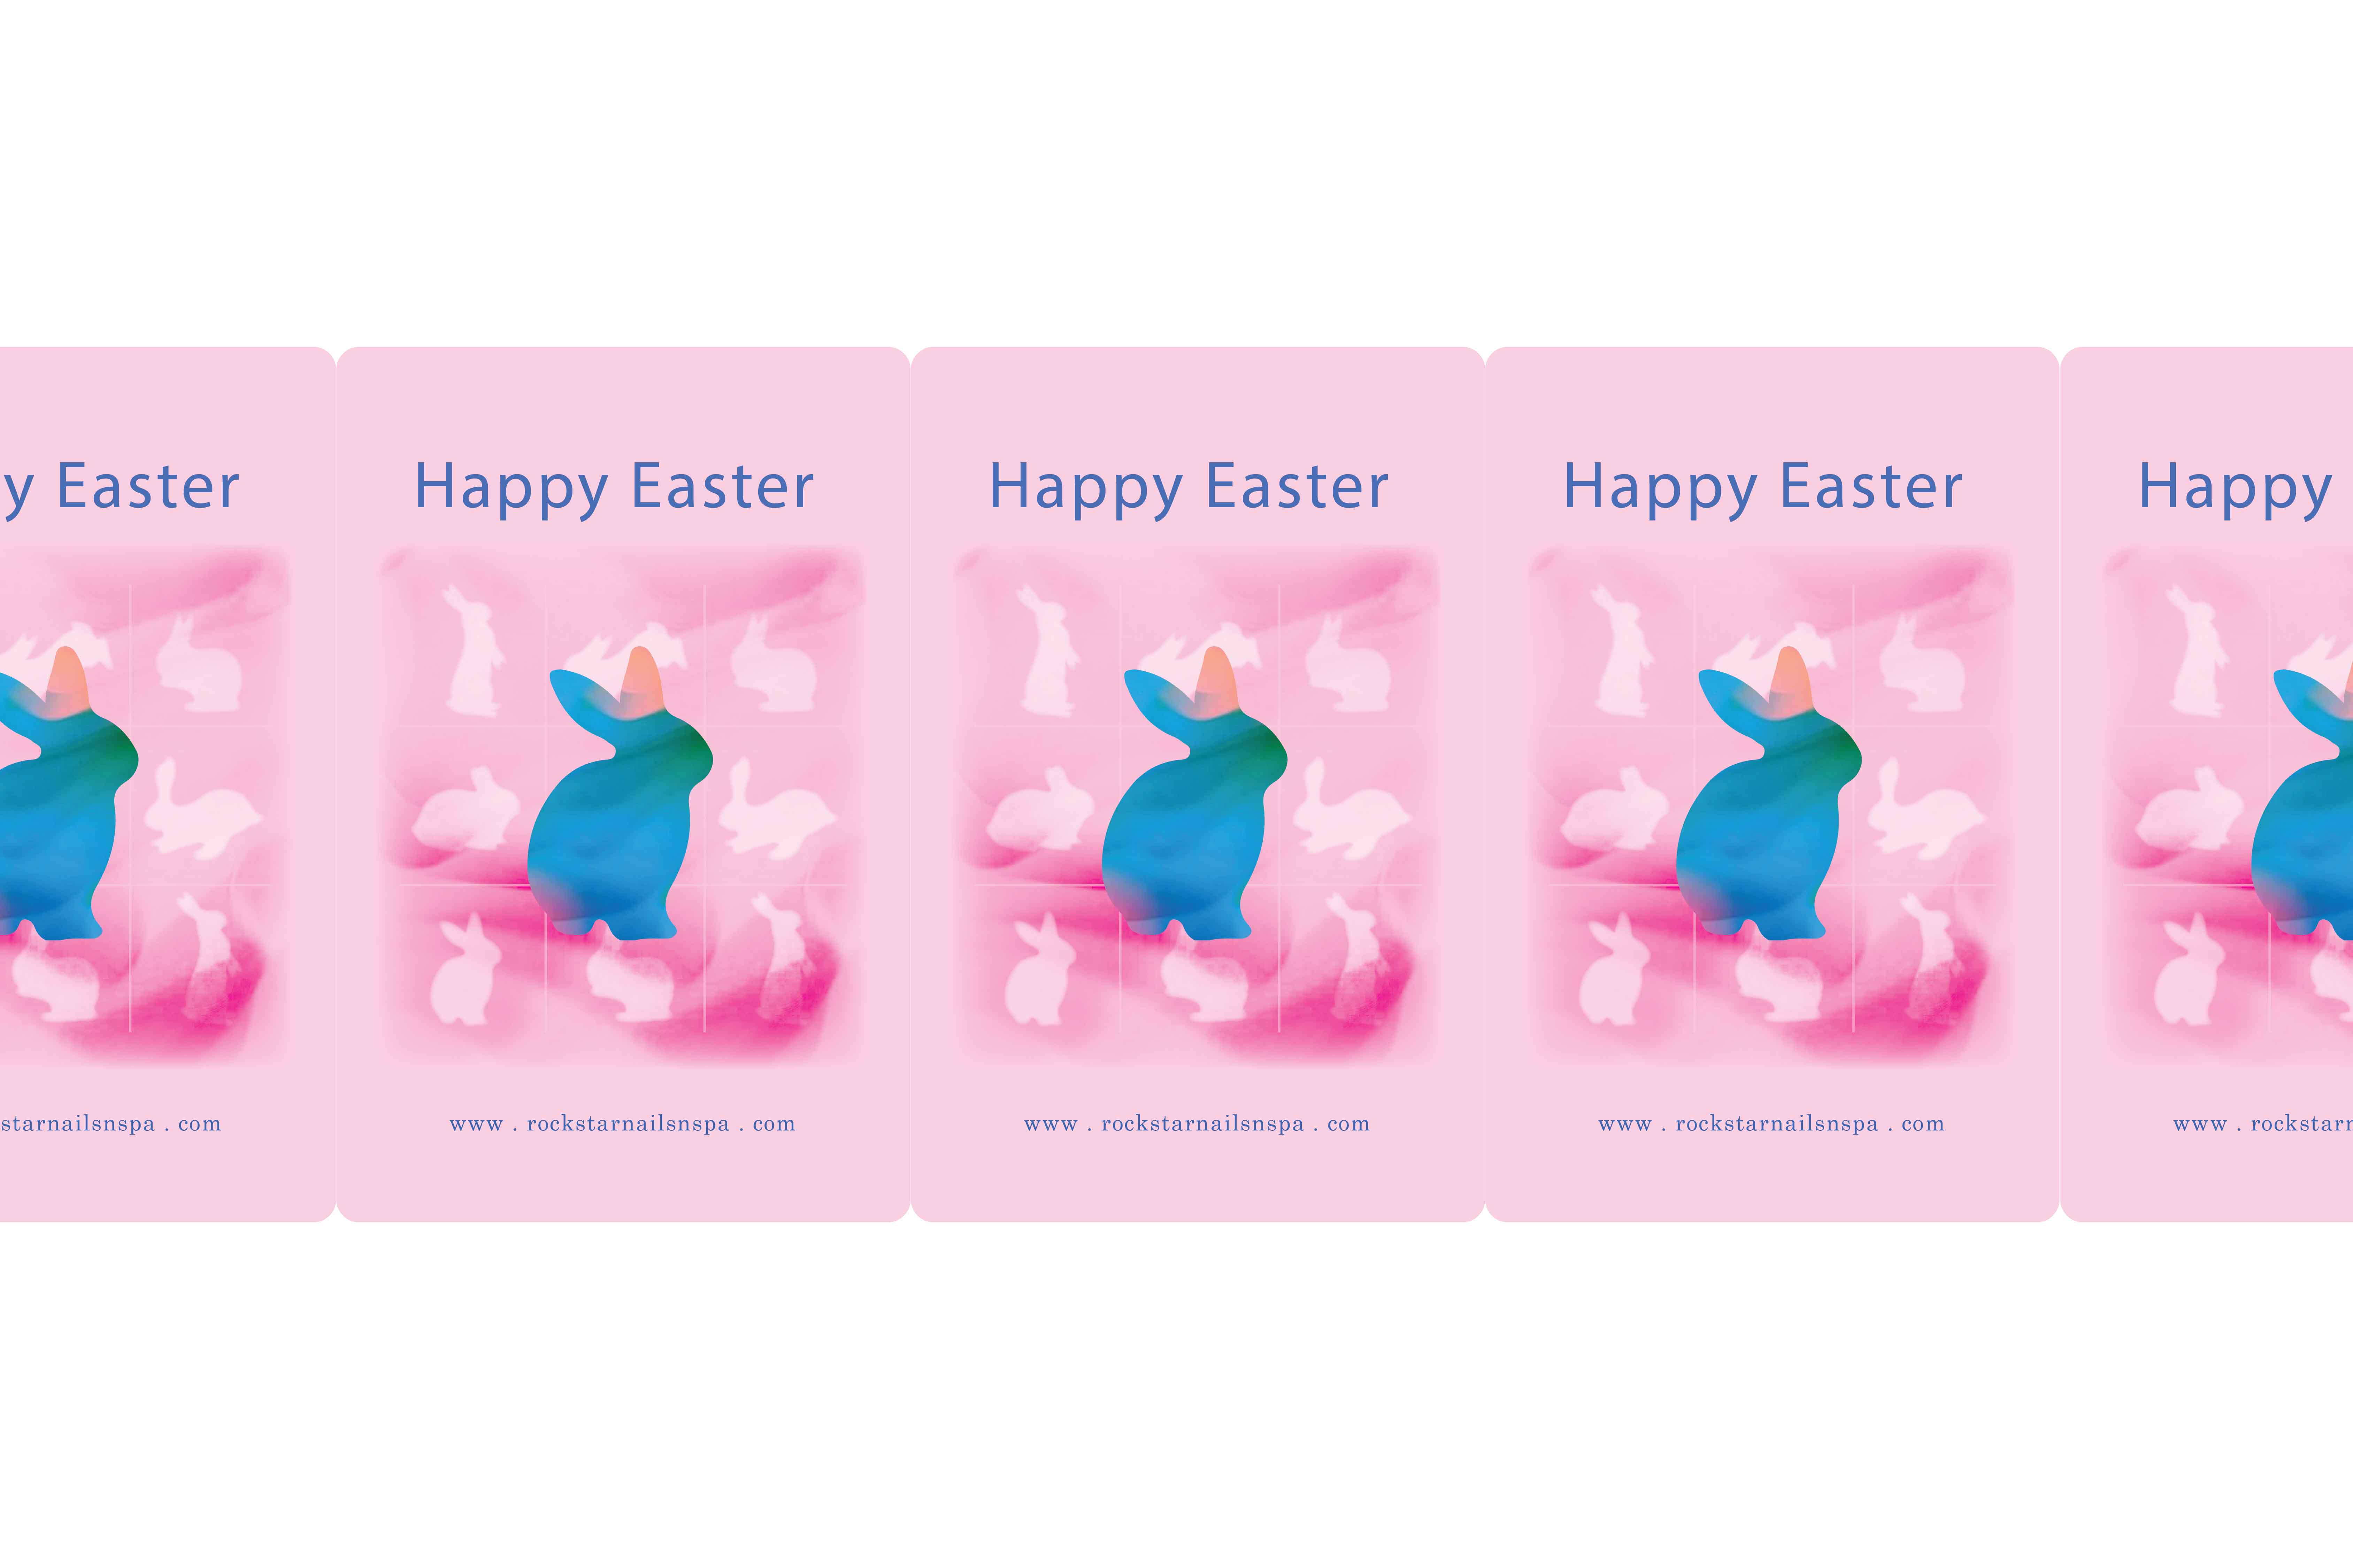 y Easter
Happy Easter
Happy Easter
Happy Easter
Happy
starnailsnspa . com
www . rockstarnailsnspa . com
www . rockstarnailsnspa . com
www . rockstarnailsnspa . com
www . rockstar